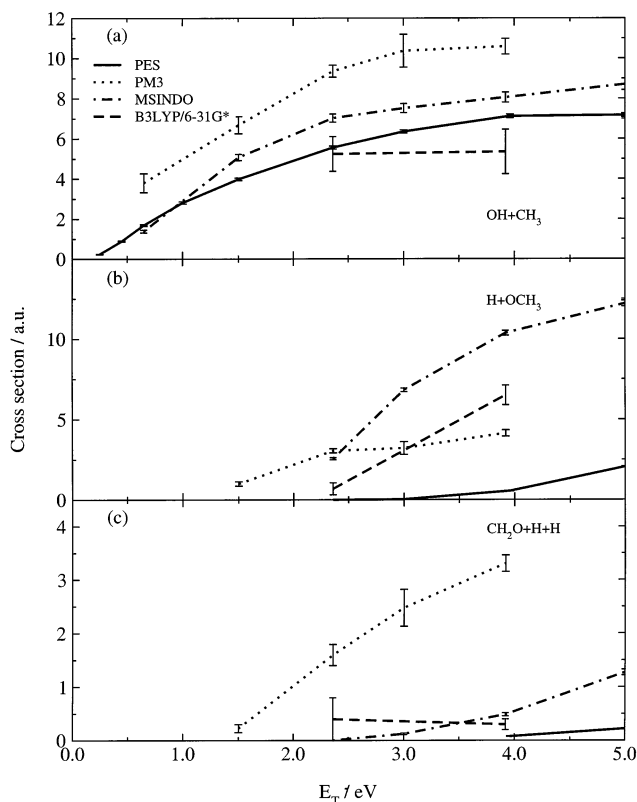 12
(a)
10
PES
PM3
8
MSINDO
B3LYP/6-31G*
6
4
OH+CH₃
2
0
(b)
H+OCH₃
10
Cross section / a.u.
5
0
(c)
4
CH₂O+H+H
3
2
1
0
0.0 1.0 2.0 3.0 4.0 5.0
E_T / eV